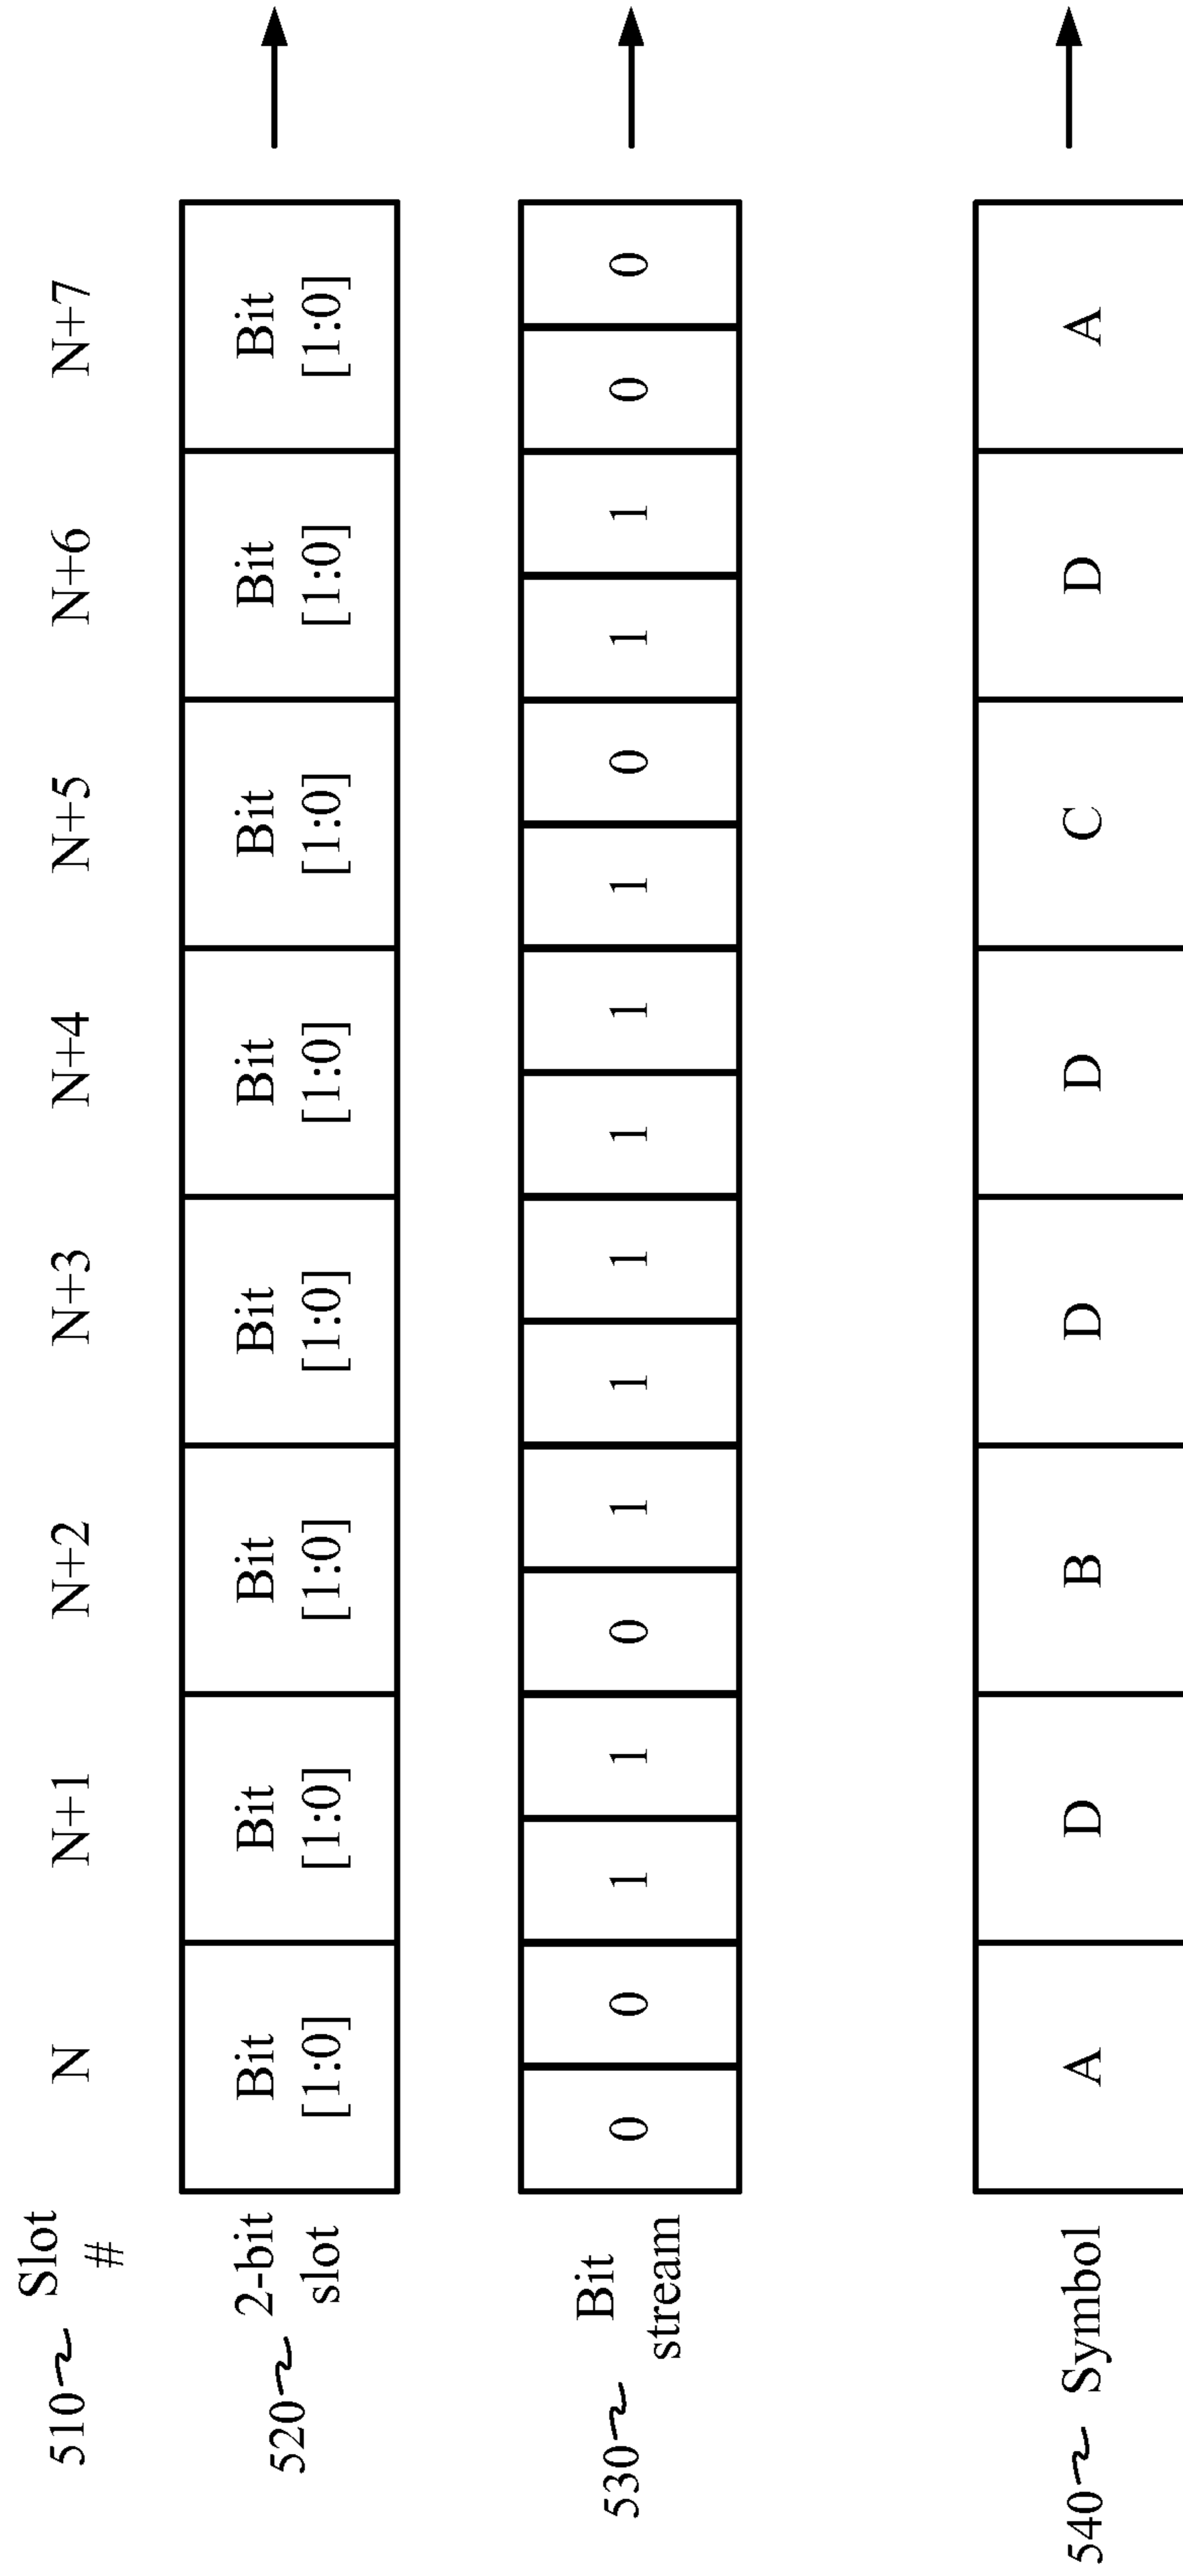 510 Slot # N N+1 N+2 N+3 N+4 N+5 N+6 N+7
520 2-bit slot Bit [1:0] Bit [1:0] Bit [1:0] Bit [1:0] Bit [1:0] Bit [1:0] Bit [1:0] Bit [1:0]
530 Bit stream 0 0 1 1 0 1 1 1 1 1 1 0 1 1 0 0
540 Symbol A D B D D C D A